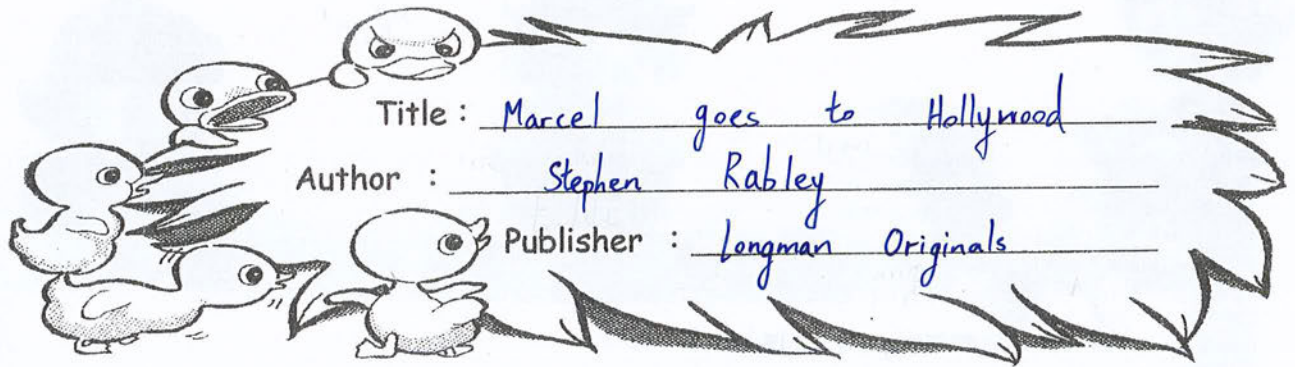 Title : Marcel goes to Hollywood
Author : Stephen Rabley
Publisher : Longman Originals